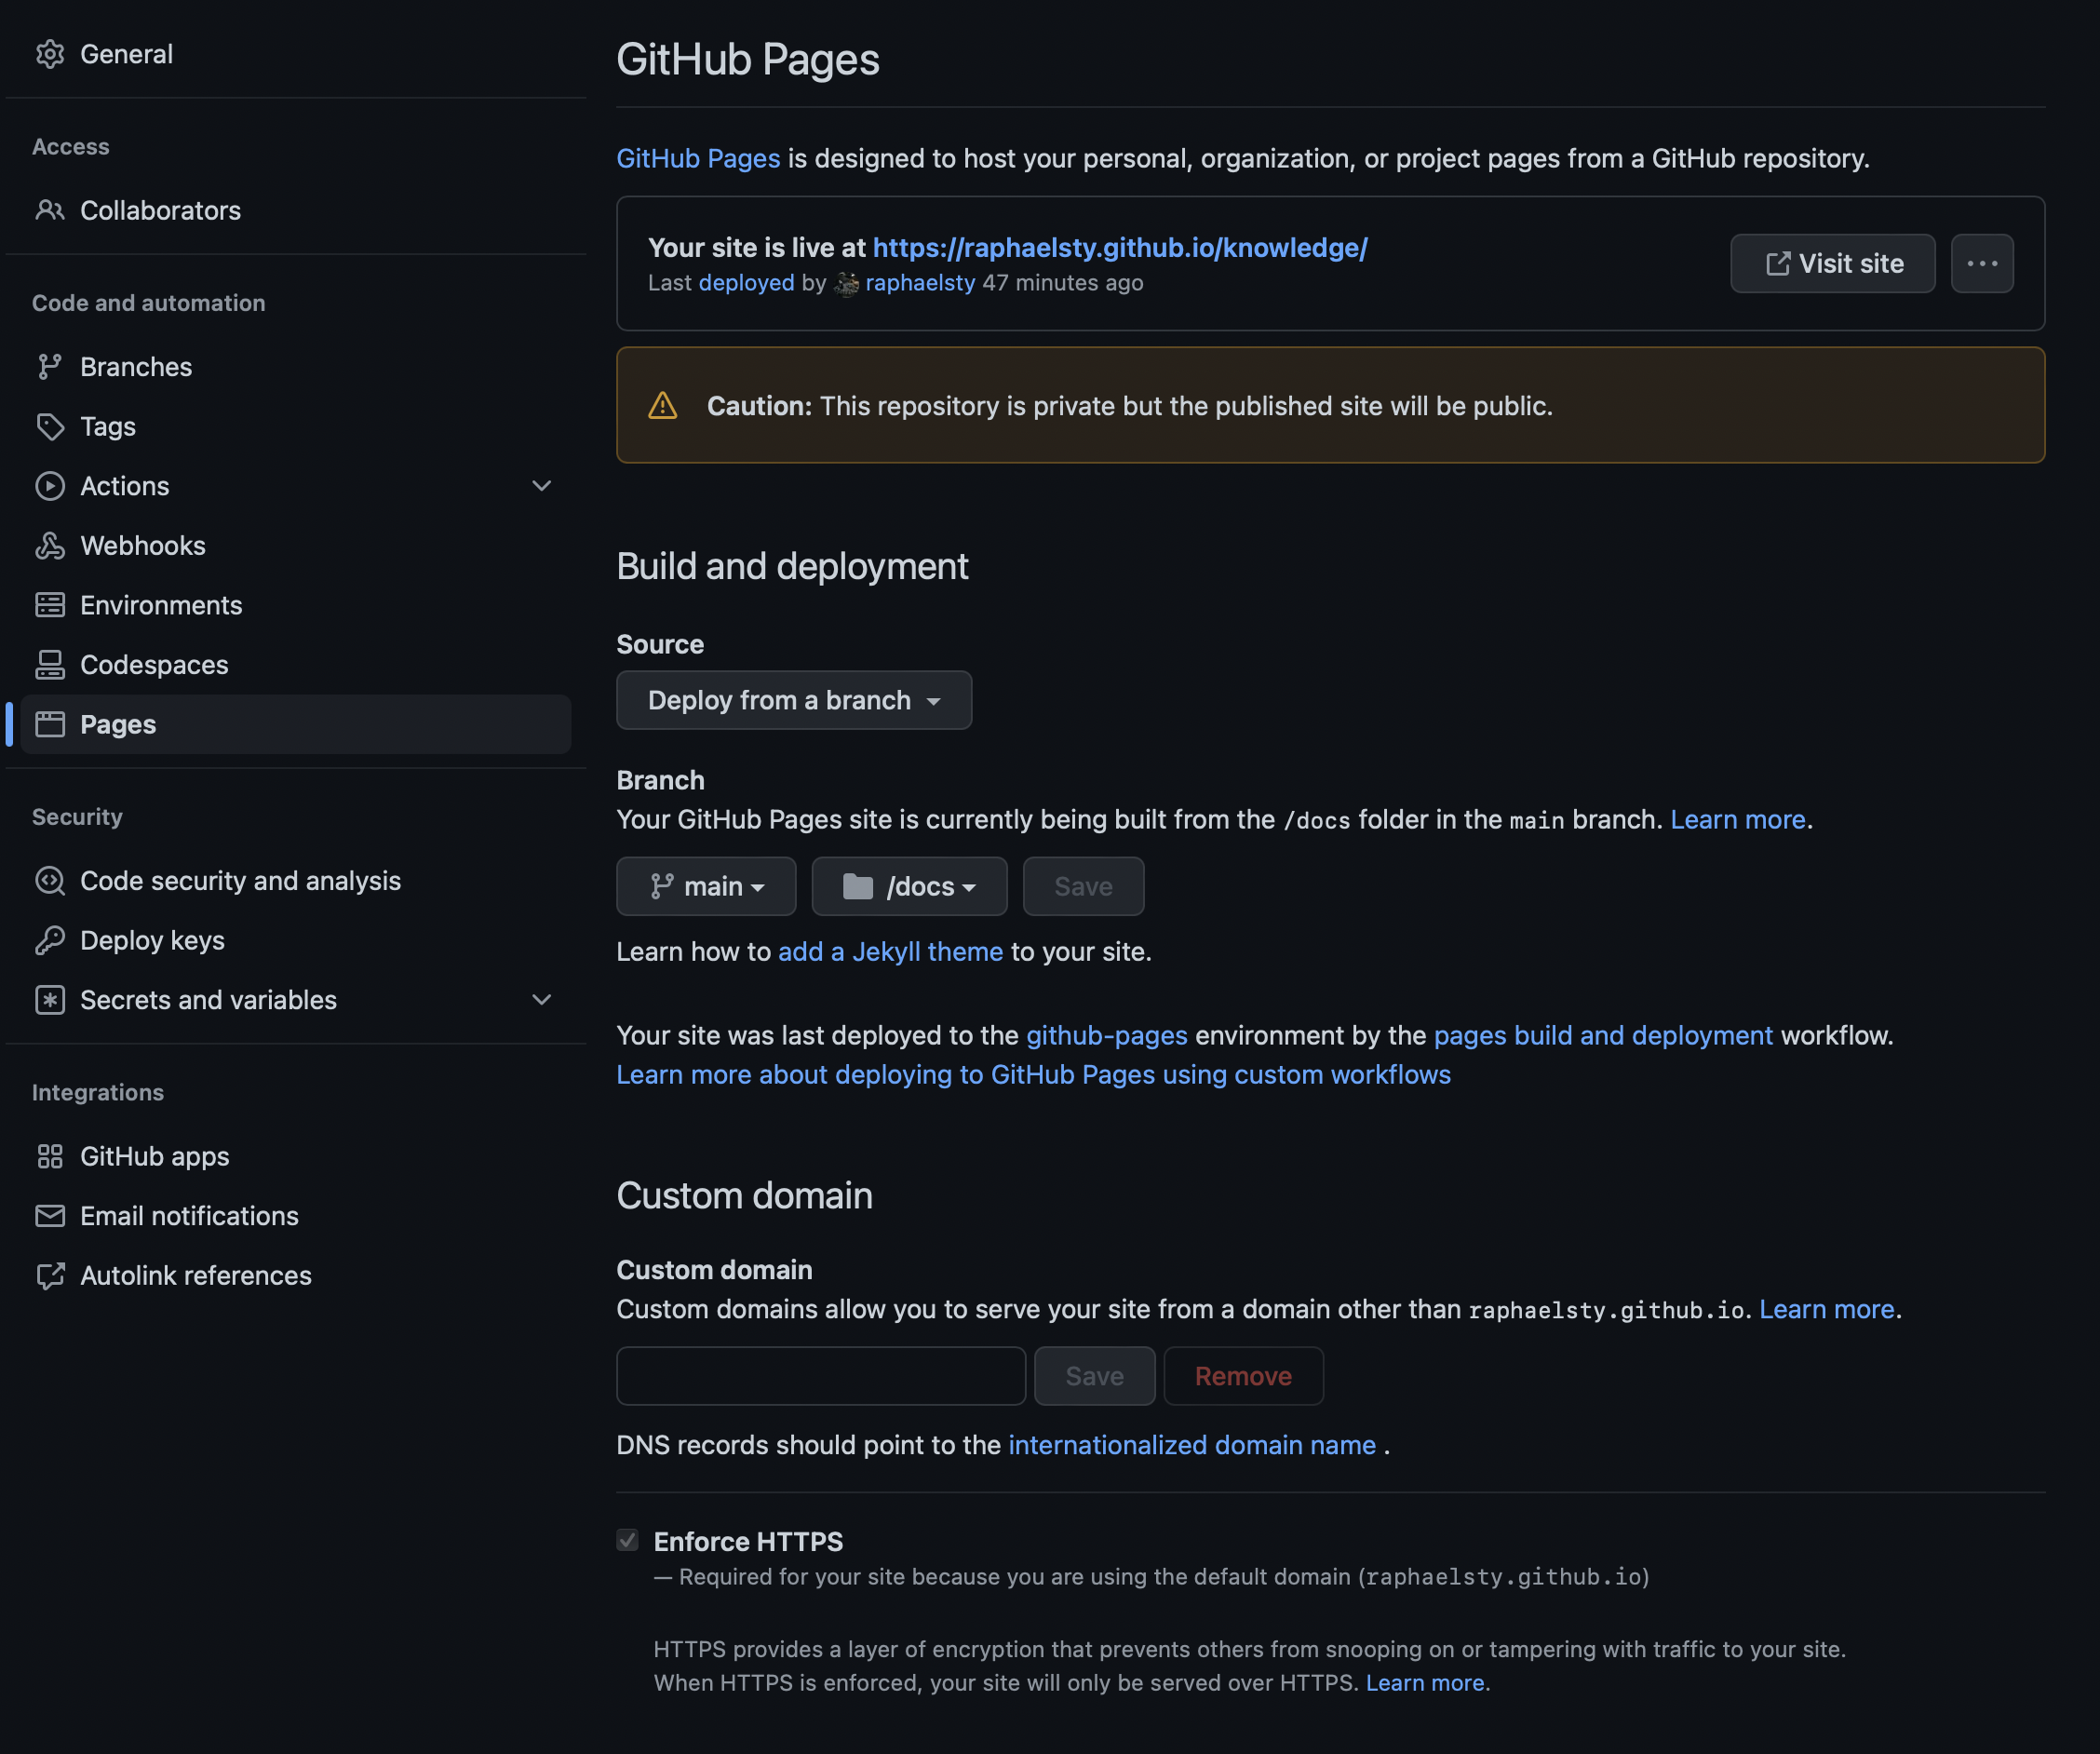 General
Access
Collaborators
Code and automation
Branches
Tags
Actions
Webhooks
Environments
Codespaces
Pages
Security
Code security and analysis
Deploy keys
Secrets and variables
Integrations
GitHub apps
Email notifications
Autolink references
GitHub Pages
GitHub Pages is designed to host your personal, organization, or project pages from a GitHub repository.
Your site is live at https://raphaelsty.github.io/knowledge/
Last deployed by raphaelsty 47 minutes ago
Visit site
Caution: This repository is private but the published site will be public.
Build and deployment
Source
Deploy from a branch
Branch
Your GitHub Pages site is currently being built from the /docs folder in the main branch. Learn more.
main /docs Save
Learn how to add a Jekyll theme to your site.
Your site was last deployed to the github-pages environment by the pages build and deployment workflow.
Learn more about deploying to GitHub Pages using custom workflows
Custom domain
Custom domain
Custom domains allow you to serve your site from a domain other than raphaelsty.github.io. Learn more.
Save Remove
DNS records should point to the internationalized domain name .
Enforce HTTPS
— Required for your site because you are using the default domain (raphaelsty.github.io)
HTTPS provides a layer of encryption that prevents others from snooping on or tampering with traffic to your site.
When HTTPS is enforced, your site will only be served over HTTPS. Learn more.